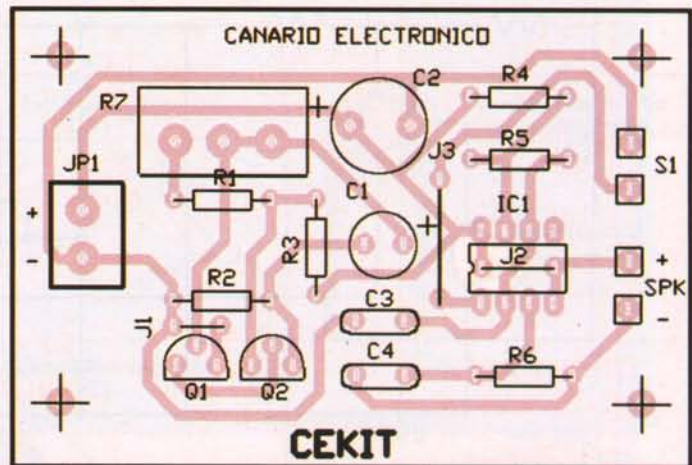 CANARIO ELECTRONICO
C2
R4
R7
+
J3
R5
S1
JP1
R1
C1
IC1
+
+
R3
J2
+
-
R2
SPK
J1
C3
-
C4
R6
Q1
Q2
CEKIT